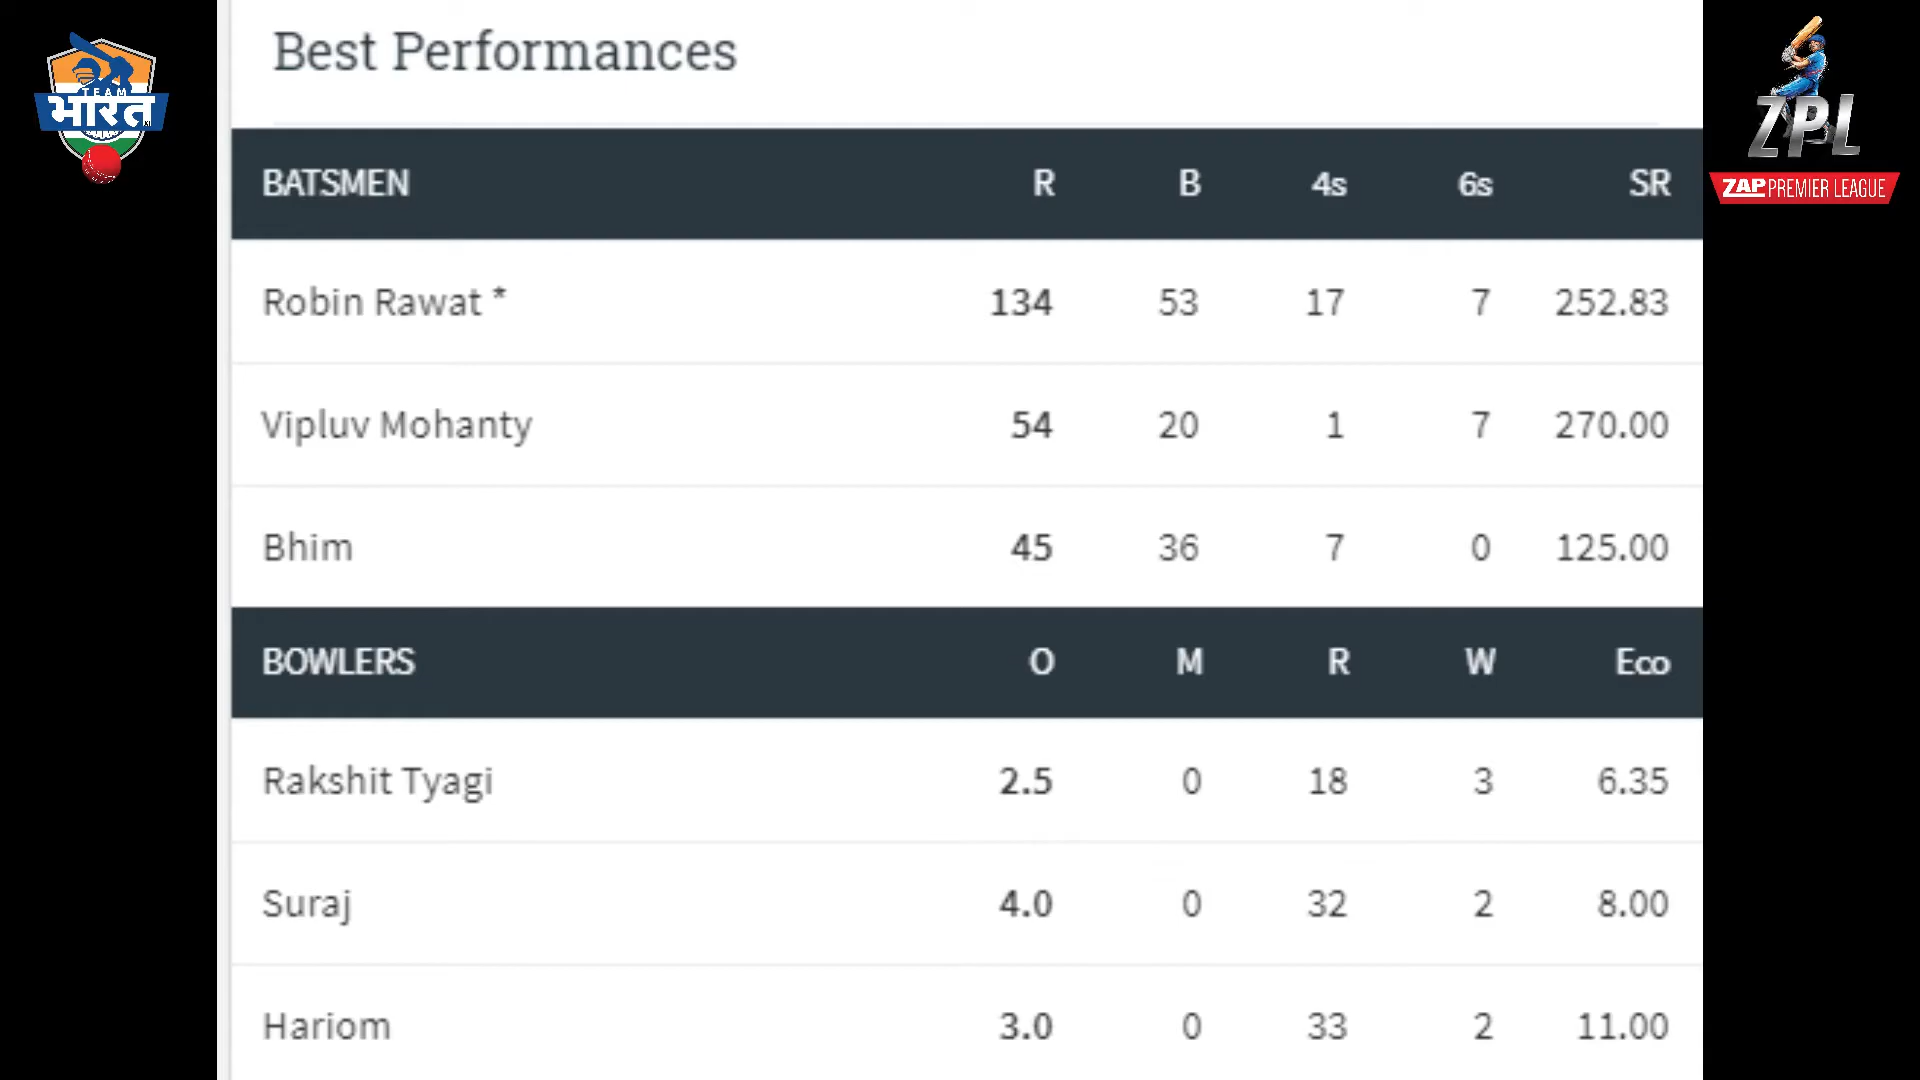 Best Performances
TEAM
भारत
ZPL
ZAP PREMIER LEAGUE
BATSMEN R B 4s 6s SR
Robin Rawat * 134 53 17 7 252.83
Vipluv Mohanty 54 20 1 7 270.00
Bhim 45 36 7 0 125.00
BOWLERS O M R W Eco
Rakshit Tyagi 2.5 0 18 3 6.35
Suraj 4.0 0 32 2 8.00
Hariom 3.0 0 33 2 11.00